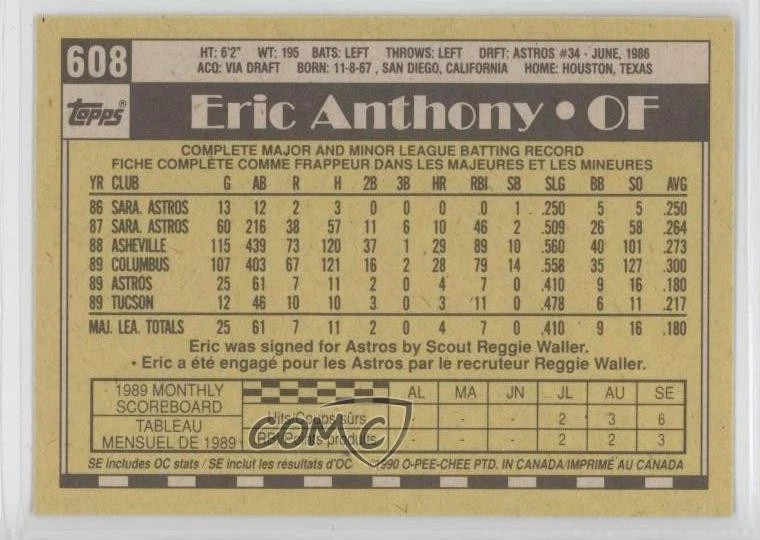 608
HT: 6'2" WT: 195 BATS: LEFT THROWS: LEFT DRFT: ASTROS #34 - JUNE, 1986
ACQ: VIA DRAFT BORN: 11-8-67, SAN DIEGO, CALIFORNIA HOME: HOUSTON, TEXAS
Topps®
Eric Anthony • OF
COMPLETE MAJOR AND MINOR LEAGUE BATTING RECORD
FICHE COMPLÈTE COMME FRAPPEUR DANS LES MAJEURES ET LES MINEURES
YR CLUB G AB R H 2B 3B HR RBI SB SLG BB SO AVG
86 SARA. ASTROS 13 12 2 3 0 0 0 .0 1 .250 5 5 .250
87 SARA. ASTROS 60 216 38 57 11 6 10 46 2 .509 26 58 .264
88 ASHEVILLE 115 439 73 120 37 1 29 89 10 .560 40 101 .273
89 COLUMBUS 107 403 67 121 16 2 28 79 14 .558 35 127 .300
89 ASTROS 25 61 7 11 2 0 4 7 0 .410 9 16 .180
89 TUCSON 12 46 10 10 3 0 3 11 0 .478 6 11 .217
MAJ. LEA. TOTALS 25 61 7 11 2 0 4 7 0 .410 9 16 .180
Eric was signed for Astros by Scout Reggie Waller.
• Eric a été engagé pour les Astros par le recruteur Reggie Waller.
1989 MONTHLY SCOREBOARD AL MA JN JL AU SE
TABLEAU MENSUEL DE 1989
Hits/Coups sûrs - - - 2 3 6
RBI/Points produits - - - 2 2 3
COMC
SE includes OC stats / SE inclut les résultats d'OC 1990 O-PEE-CHEE PTD. IN CANADA/IMPRIMÉ AU CANADA